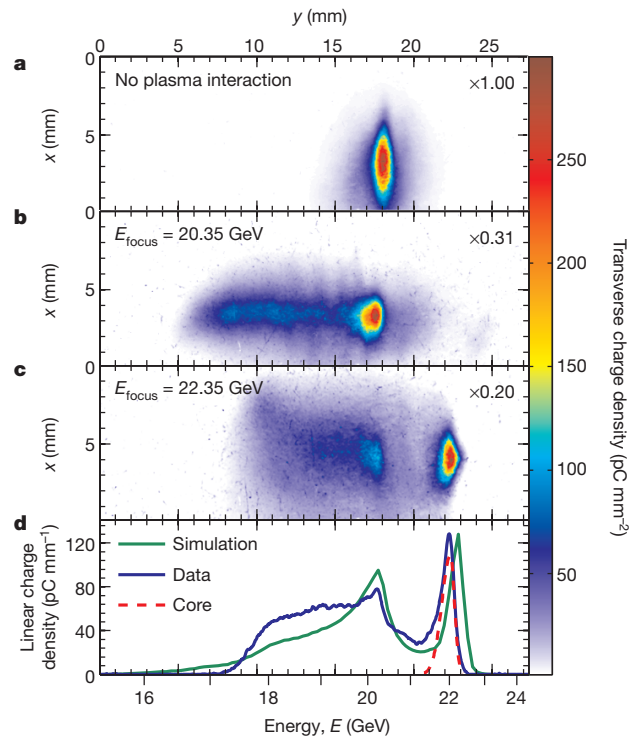 y (mm)
0 5 10 15 20 25
a
No plasma interaction
×1.00
x (mm)
0
5
0
b
E_focus = 20.35 GeV
×0.31
x (mm)
5
0
c
E_focus = 22.35 GeV
×0.20
x (mm)
5
d
Simulation
Data
Core
Linear charge
density (pC mm⁻¹)
120
80
40
0
16 18 20 22 24
Energy, E (GeV)
250
200
150
100
50
Transverse charge
density (pC mm⁻²)